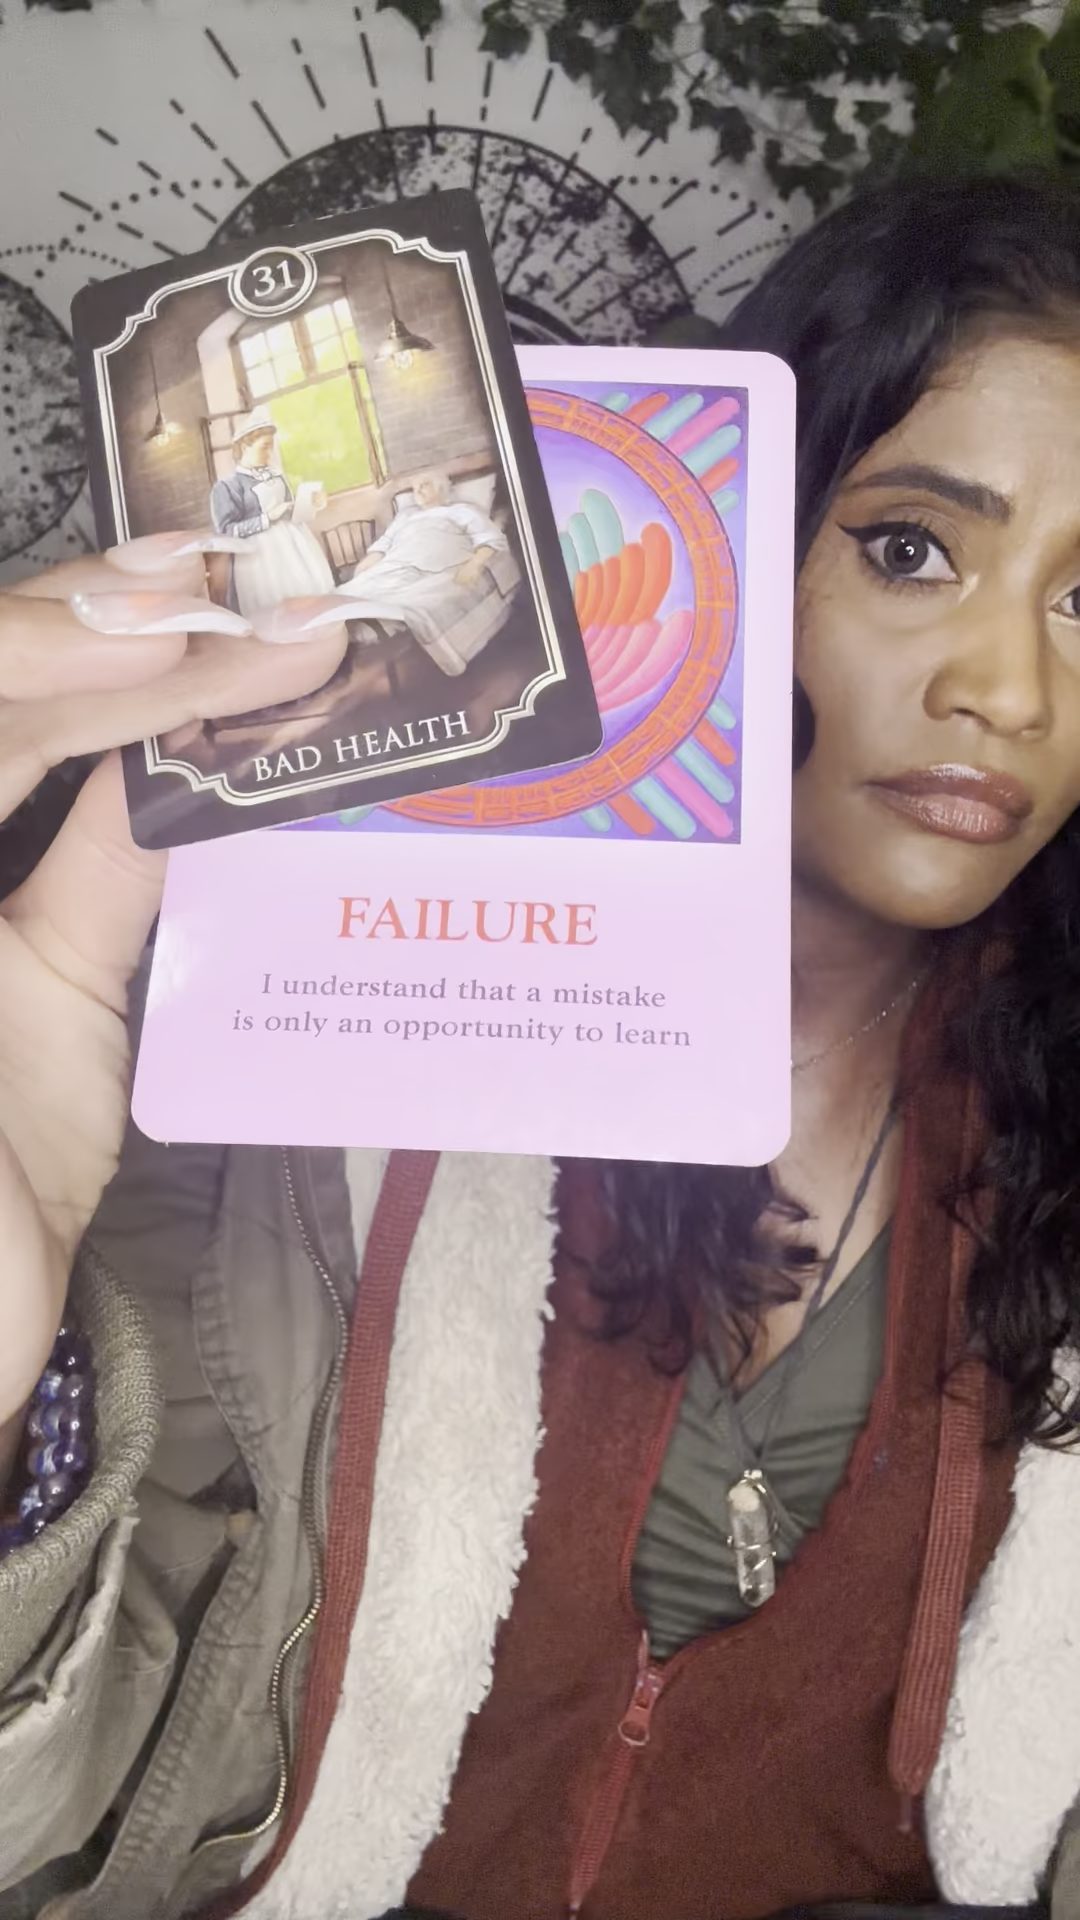 31
BAD HEALTH
FAILURE
I understand that a mistake
is only an opportunity to learn